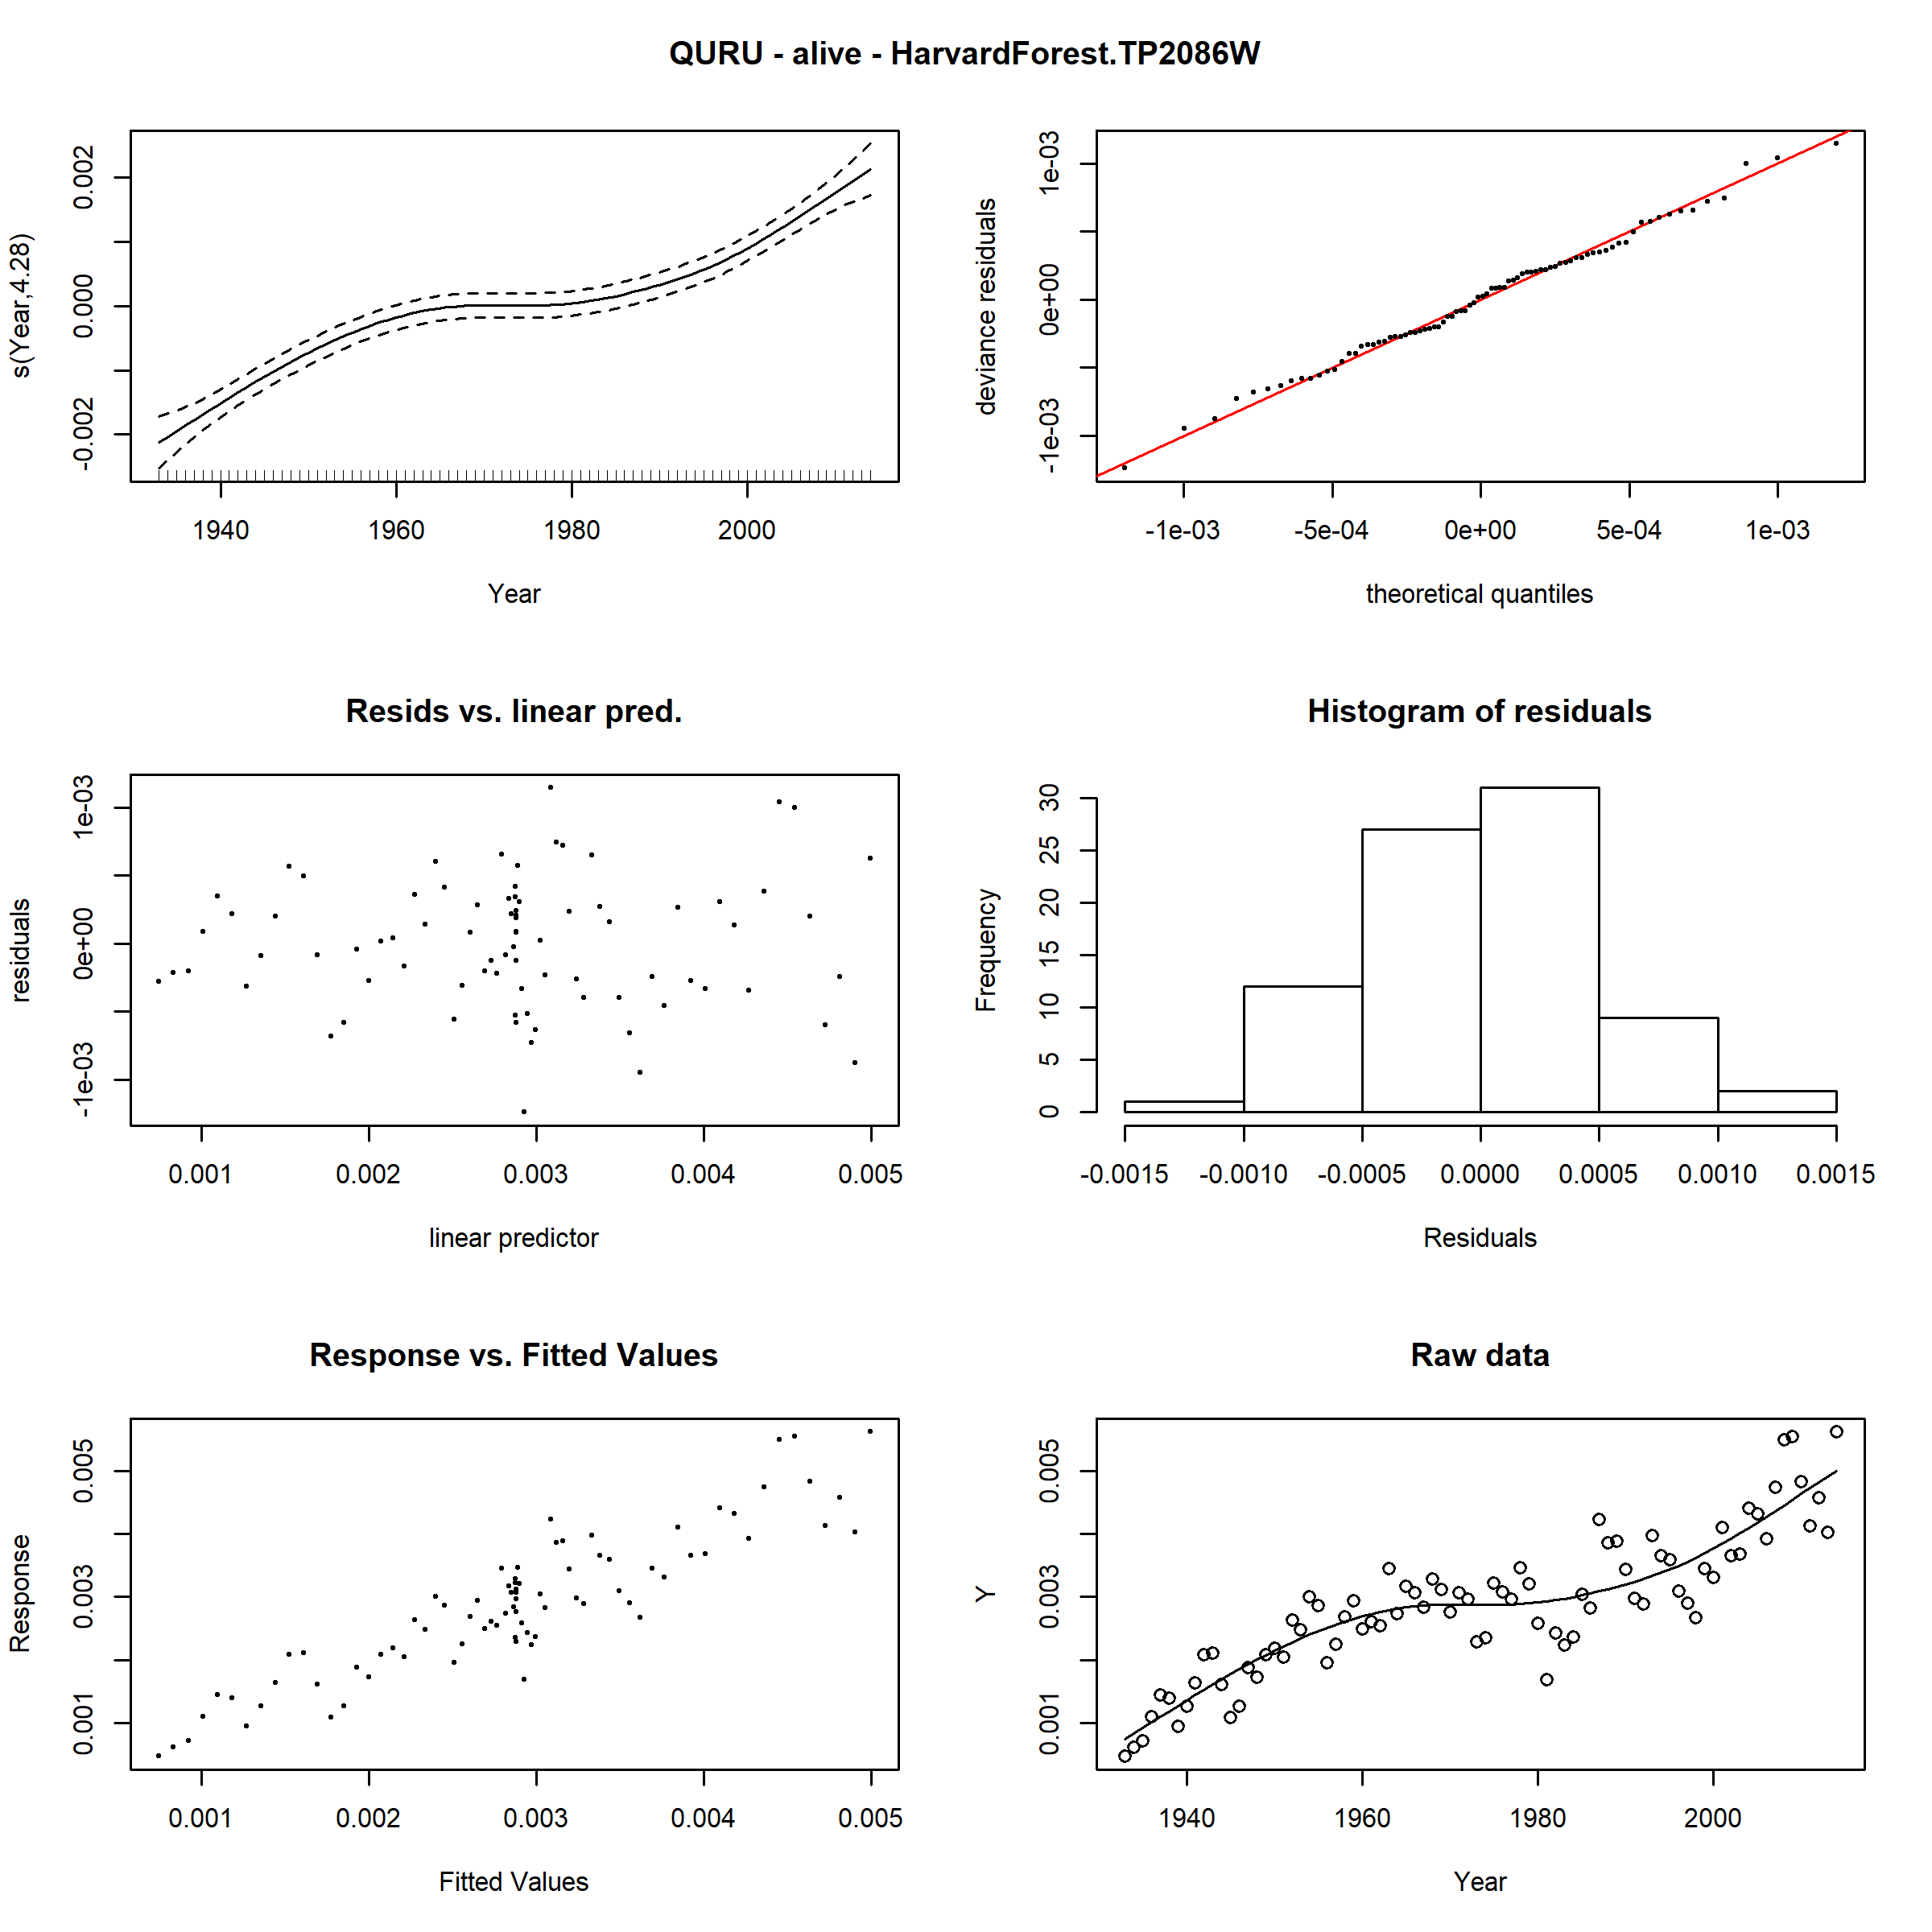 QURU - alive - HarvardForest.TP2086W
s(Year,4.28)
0.002
0.000
-0.002
1940 1960 1980 2000
Year
deviance residuals
1e-03
0e+00
-1e-03
-1e-03 -5e-04 0e+00 5e-04 1e-03
theoretical quantiles
Resids vs. linear pred.
residuals
1e-03
0e+00
-1e-03
0.001 0.002 0.003 0.004 0.005
linear predictor
Histogram of residuals
Frequency
30
25
20
15
10
5
0
-0.0015 -0.0010 -0.0005 0.0000 0.0005 0.0010 0.0015
Residuals
Response vs. Fitted Values
Response
0.005
0.003
0.001
0.001 0.002 0.003 0.004 0.005
Fitted Values
Raw data
Y
0.005
0.003
0.001
1940 1960 1980 2000
Year